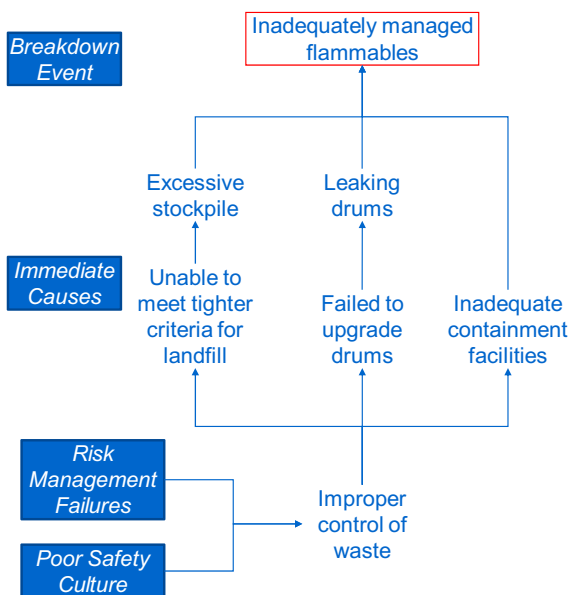 Breakdown
Event
Inadequately managed
flammables
Excessive
stockpile
Leaking
drums
Immediate
Causes
Unable to
meet tighter
criteria for
landfill
Failed to
upgrade
drums
Inadequate
containment
facilities
Risk
Management
Failures
Improper
control of
waste
Poor Safety
Culture